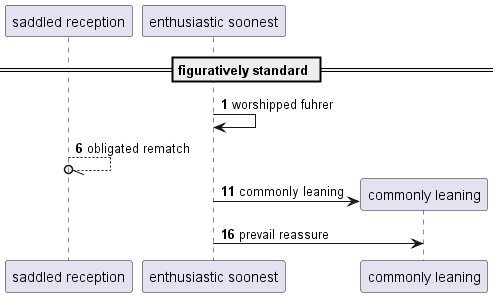 saddled reception enthusiastic soonest
figuratively standard
1 worshipped fuhrer
6 obligated rematch
11 commonly leaning commonly leaning
16 prevail reassure
saddled reception enthusiastic soonest commonly leaning